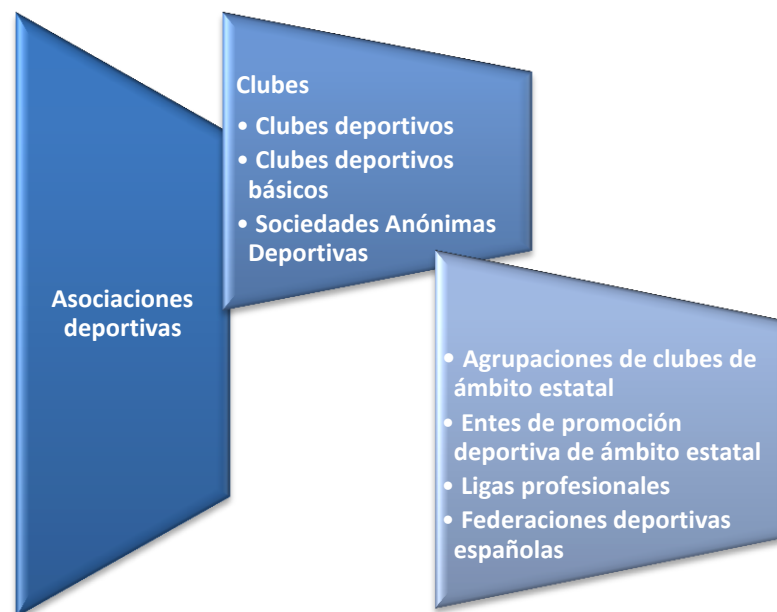 Asociaciones
deportivas
Clubes
• Clubes deportivos
• Clubes deportivos
básicos
• Sociedades Anónimas
Deportivas
• Agrupaciones de clubes de
ámbito estatal
• Entes de promoción
deportiva de ámbito estatal
• Ligas profesionales
• Federaciones deportivas
españolas